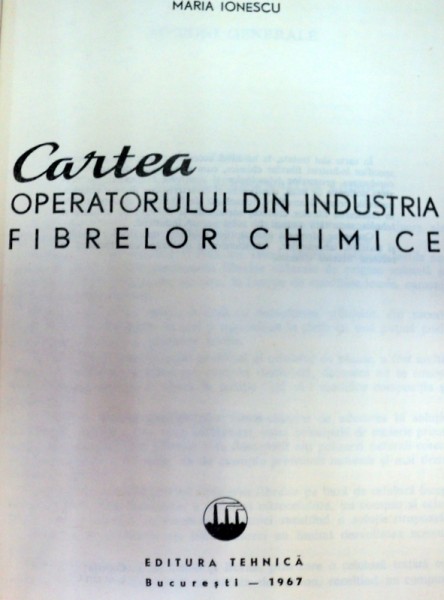 MARIA IONESCU
Cartea
OPERATORULUI DIN INDUSTRIA
FIBRELOR CHIMICE
EDITURA TEHNICĂ
București — 1967